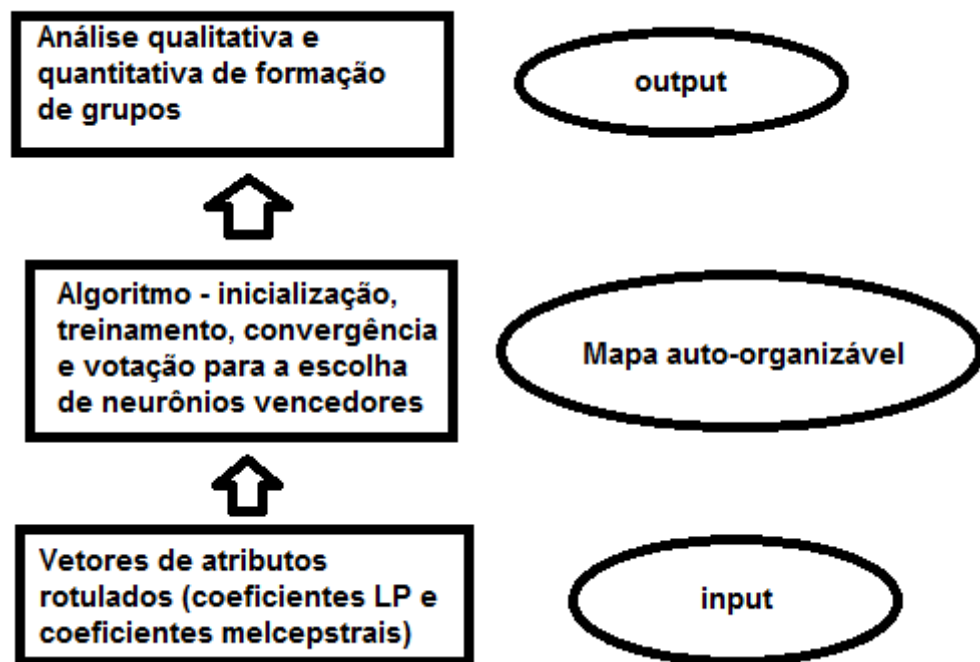 Análise qualitativa e
quantitativa de formação
de grupos
output
Algoritmo - inicialização,
treinamento, convergência
e votação para a escolha
de neurônios vencedores
Mapa auto-organizável
Vetores de atributos
rotulados (coeficientes LP e
coeficientes melcepstrais)
input